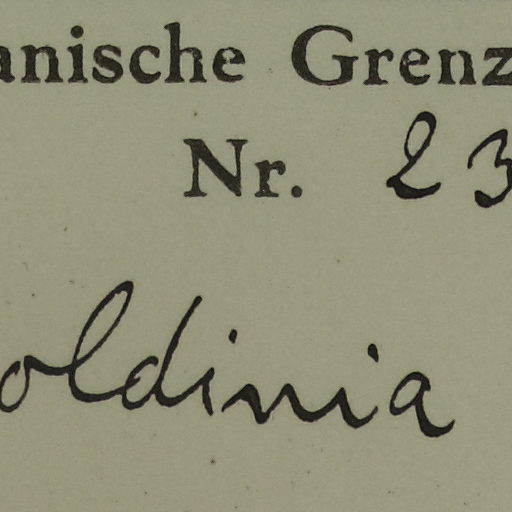 anische Grenz
Nr. 23
oldinia